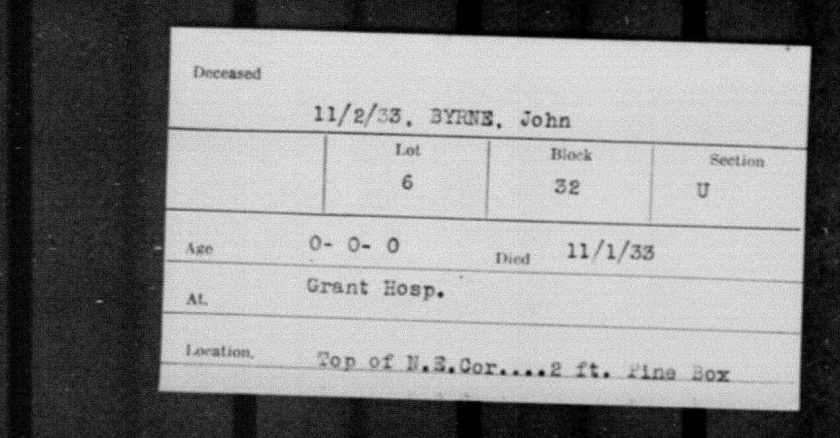 Deceased
11/2/33. BYRNE, John
Lot Block Section
6 32 U
Age 0- 0- 0 Died 11/1/33
At. Grant Hosp.
Location. Top of N.E.Cor....2 ft. Pine Box